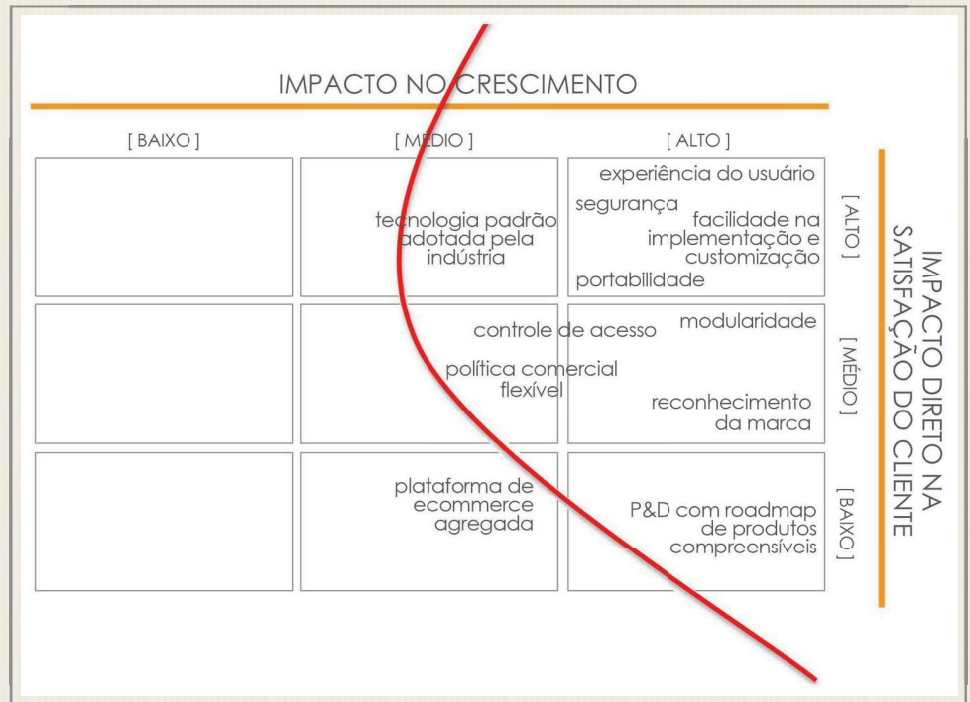 IMPACTO NO CRESCIMENTO
[ BAIXO ]
[ MÉDIO ]
[ ALTO ]
experiência do usuário
segurança
facilidade na
implementação e
customização
portabilidade
tecnologia padrão
adotada pela
indústria
[ ALTO ]
controle de acesso
modularidade
política comercial
flexível
reconhecimento
da marca
[ MÉDIO ]
plataforma de
ecommerce
agregada
P&D com roadmap
de produtos
compreensíveis
[ BAIXO ]
IMPACTO DIRETO NA
SATISFAÇÃO DO CLIENTE